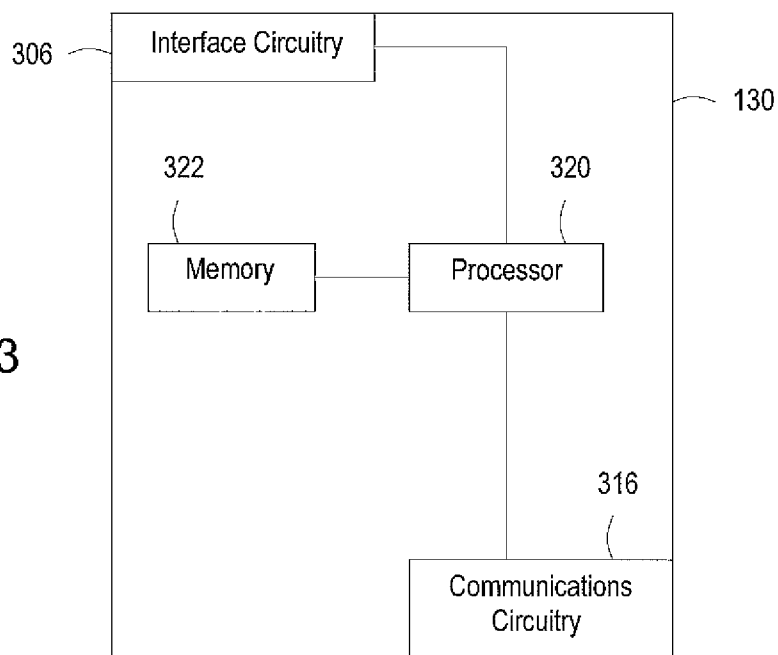 Interface Circuitry
306
130
322
320
Memory
Processor
3
316
Communications
Circuitry